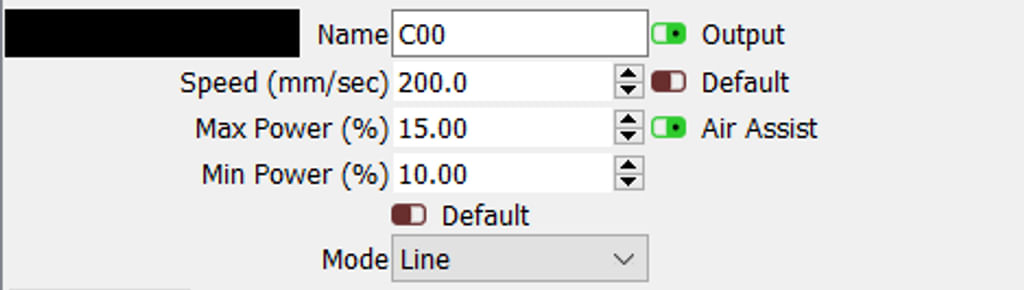 Name C00 Output
Speed (mm/sec) 200.0 Default
Max Power (%) 15.00 Air Assist
Min Power (%) 10.00
Default
Mode Line